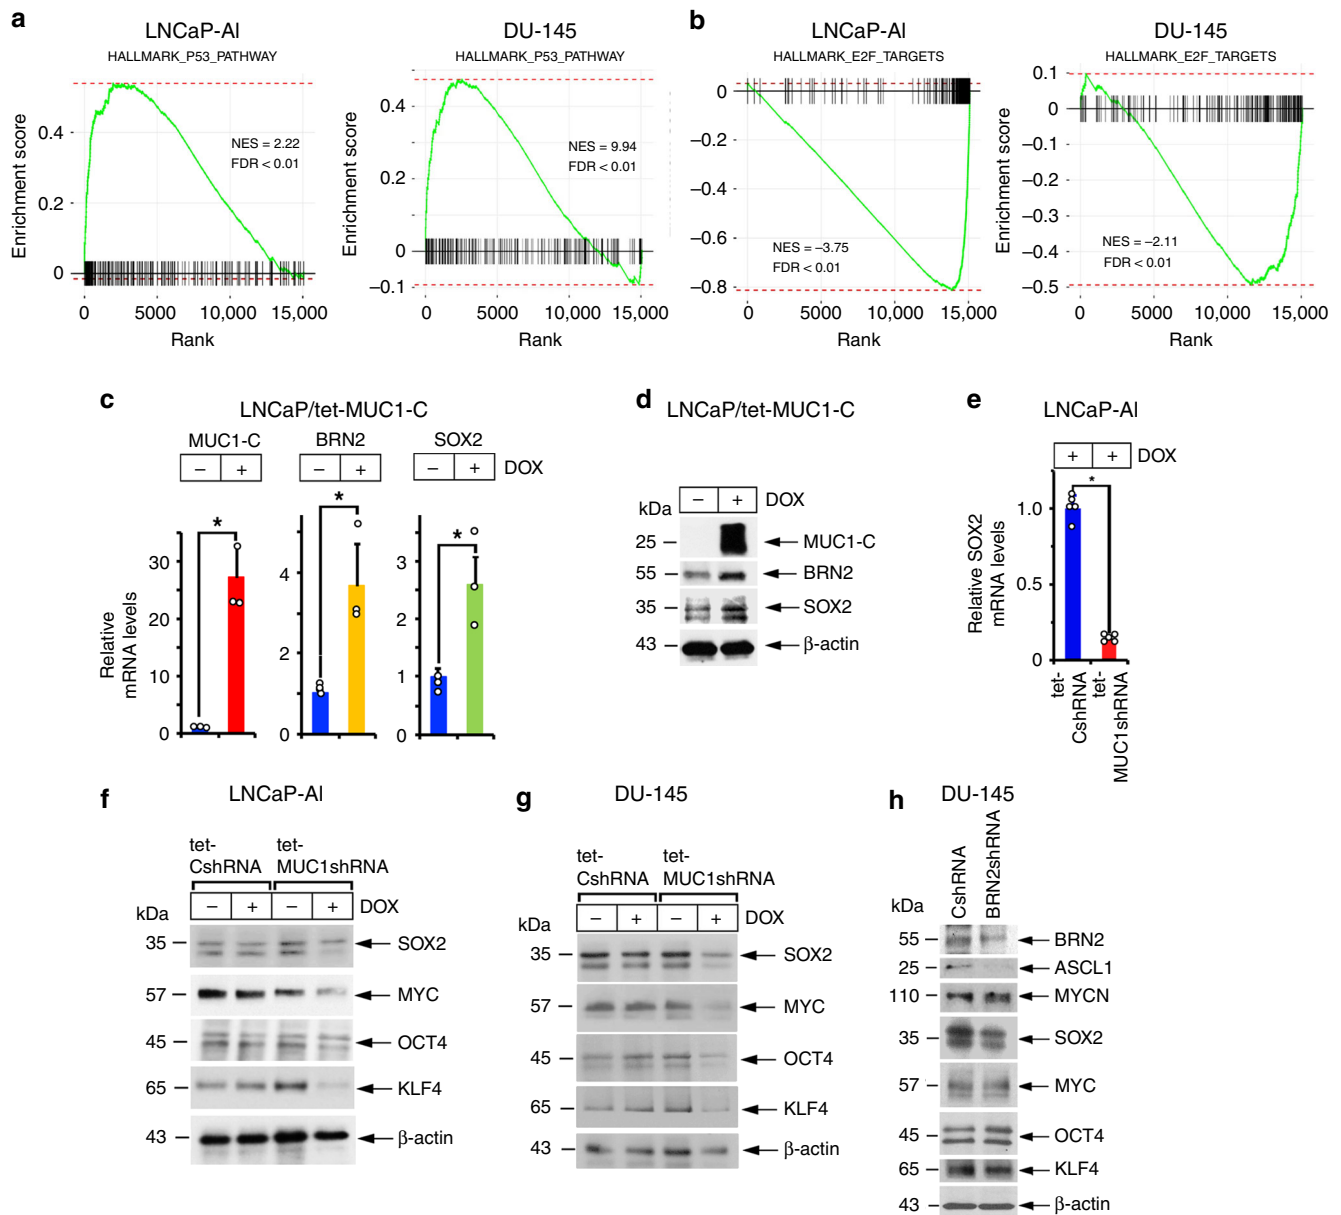 a
LNCaP-AI
HALLMARK_P53_PATHWAY
Enrichment score
0.4
0.2
0
NES = 2.22
FDR < 0.01
0 5000 10,000 15,000
Rank
DU-145
HALLMARK_P53_PATHWAY
Enrichment score
0.4
0.2
0
–0.1
NES = 9.94
FDR < 0.01
0 5000 10,000 15,000
Rank
b
LNCaP-AI
HALLMARK_E2F_TARGETS
0
–0.2
–0.4
–0.6
–0.8
NES = –3.75
FDR < 0.01
0 5000 10,000 15,000
Rank
DU-145
HALLMARK_E2F_TARGETS
Enrichment score
0.1
0
–0.1
–0.2
–0.3
–0.4
–0.5
NES = –2.11
FDR < 0.01
0 5000 10,000 15,000
Rank
c
LNCaP/tet-MUC1-C
MUC1-C BRN2 SOX2
– + – + – + DOX
* * *
Relative
mRNA levels
30
20
10
0
4
2
0
3
2
1
0
d
LNCaP/tet-MUC1-C
kDa – + DOX
25 MUC1-C
55 BRN2
35 SOX2
43 β-actin
e
LNCaP-AI
+ + DOX
*
Relative SOX2
mRNA levels
1.0
0.5
0
tet-
CshRNA
tet-
MUC1shRNA
f
LNCaP-AI
tet-
CshRNA
tet-
MUC1shRNA
kDa – + – + DOX
35 SOX2
57 MYC
45 OCT4
65 KLF4
43 β-actin
g
DU-145
tet-
CshRNA
tet-
MUC1shRNA
kDa – + – + DOX
35 SOX2
57 MYC
45 OCT4
65 KLF4
43 β-actin
h
DU-145
CshRNA
BRN2shRNA
kDa
55 BRN2
25 ASCL1
110 MYCN
35 SOX2
57 MYC
45 OCT4
65 KLF4
43 β-actin